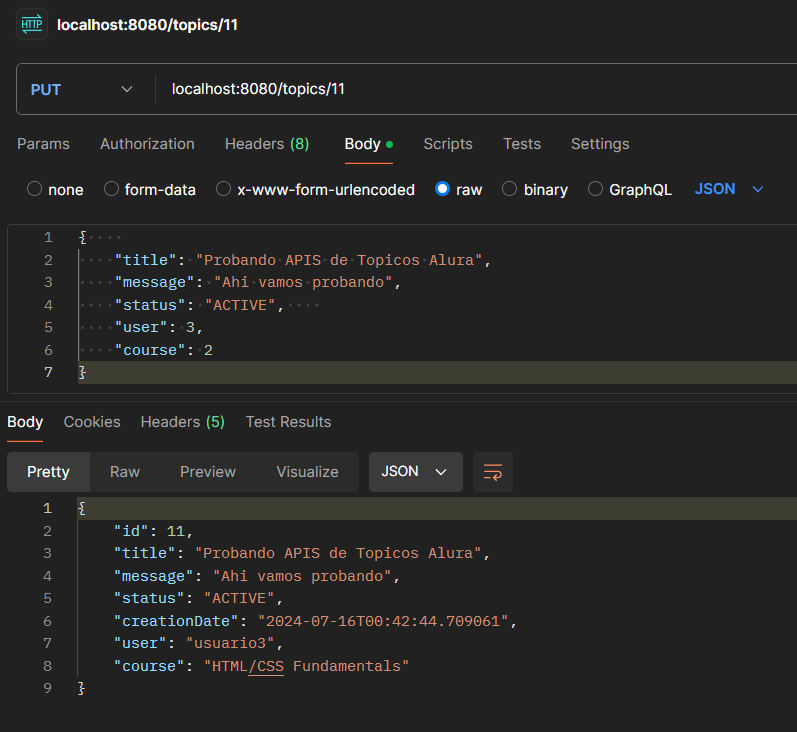 HTTP localhost:8080/topics/11
PUT localhost:8080/topics/11
Params Authorization Headers (8) Body Scripts Tests Settings
none form-data x-www-form-urlencoded raw binary GraphQL JSON
1 {
2 "title": "Probando APIS de Topicos Alura",
3 "message": "Ahi vamos probando",
4 "status": "ACTIVE",
5 "user": 3,
6 "course": 2
7 }
Body Cookies Headers (5) Test Results
Pretty Raw Preview Visualize JSON
1 {
2 "id": 11,
3 "title": "Probando APIS de Topicos Alura",
4 "message": "Ahi vamos probando",
5 "status": "ACTIVE",
6 "creationDate": "2024-07-16T00:42:44.709061",
7 "user": "usuario3",
8 "course": "HTML/CSS Fundamentals"
9 }